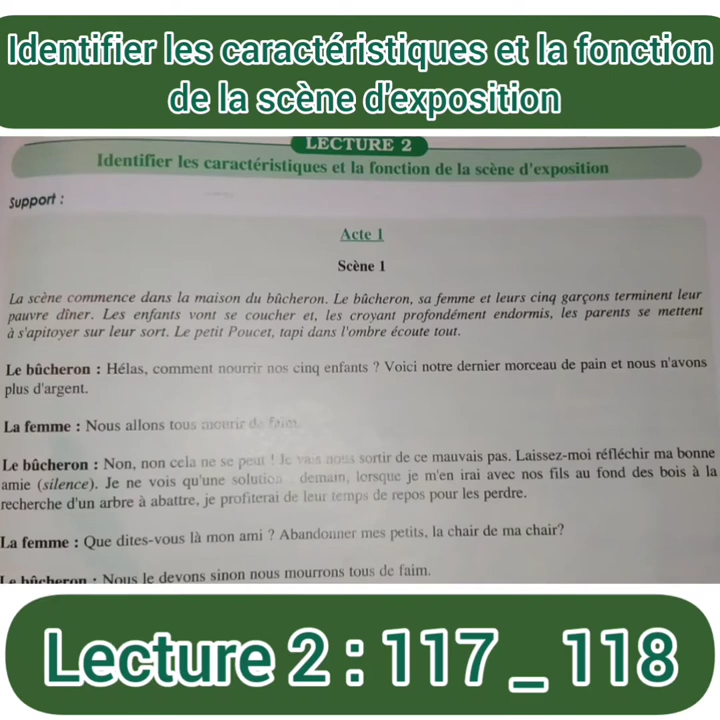 Identifier les caractéristiques et la fonction
de la scène d'exposition
LECTURE 2
Identifier les caractéristiques et la fonction de la scène d'exposition
Support :
Acte 1
Scène 1
La scène commence dans la maison du bûcheron. Le bûcheron, sa femme et leurs cinq garçons terminent leur
pauvre dîner. Les enfants vont se coucher et, les croyant profondément endormis, les parents se mettent
à s'apitoyer sur leur sort. Le petit Poucet, tapi dans l'ombre écoute tout.
Le bûcheron : Hélas, comment nourrir nos cinq enfants ? Voici notre dernier morceau de pain et nous n'avons
plus d'argent.
La femme : Nous allons tous mourir de faim.
Le bûcheron : Non, non cela ne se peut ! Je vais nous sortir de ce mauvais pas. Laissez-moi réfléchir ma bonne
amie (silence). Je ne vois qu'une solution : demain, lorsque je m'en irai avec nos fils au fond des bois à la
recherche d'un arbre à abattre, je profiterai de leur temps de repos pour les perdre.
La femme : Que dites-vous là mon ami ? Abandonner mes petits, la chair de ma chair?
Le bûcheron : Nous le devons sinon nous mourrons tous de faim.
Lecture 2 : 117 _ 118